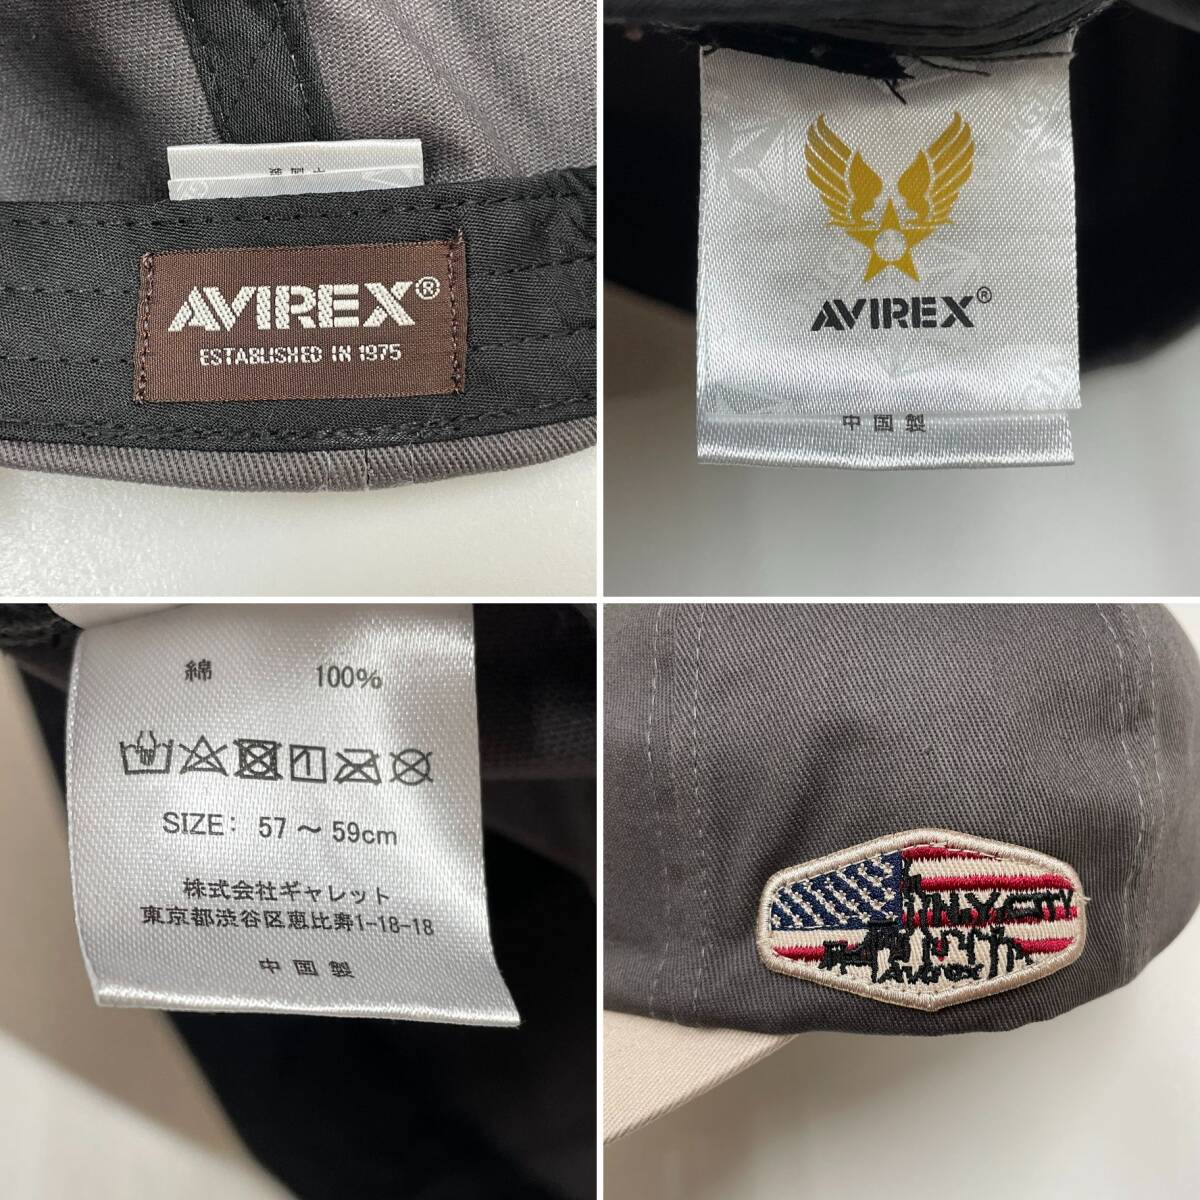 AVIREX®
ESTABLISHED IN 1975
AVIREX®
中国製
綿 100%
SIZE: 57 ～ 59cm
株式会社ギャレット
東京都渋谷区恵比寿1-18-18
中国製
N.Y.CITY
AVIREX